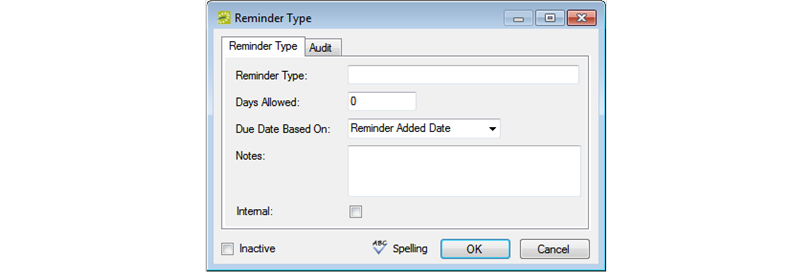 Reminder Type
Reminder Type Audit
Reminder Type:
Days Allowed: 0
Due Date Based On: Reminder Added Date
Notes:
Internal:
Inactive ABC Spelling OK Cancel